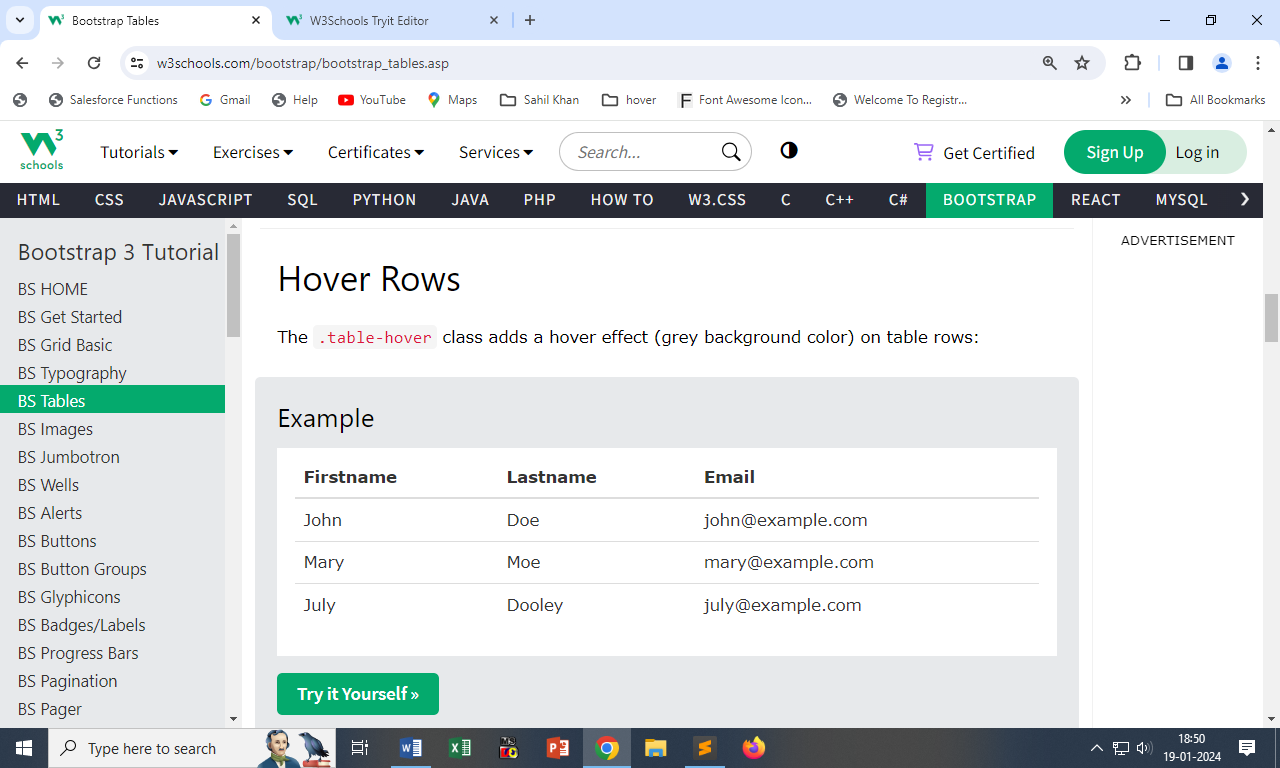 Bootstrap Tables
W3Schools Tryit Editor
w3schools.com/bootstrap/bootstrap_tables.asp
Salesforce Functions
Gmail
Help
YouTube
Maps
Sahil Khan
hover
Font Awesome Icon...
Welcome To Registr...
»
All Bookmarks
W3 schools
Tutorials
Exercises
Certificates
Services
Search...
Get Certified
Sign Up
Log in
HTML CSS JAVASCRIPT SQL PYTHON JAVA PHP HOW TO W3.CSS C C++ C# BOOTSTRAP REACT MYSQL ❯
Bootstrap 3 Tutorial
BS HOME
BS Get Started
BS Grid Basic
BS Typography
BS Tables
BS Images
BS Jumbotron
BS Wells
BS Alerts
BS Buttons
BS Button Groups
BS Glyphicons
BS Badges/Labels
BS Progress Bars
BS Pagination
BS Pager
Hover Rows
The .table-hover class adds a hover effect (grey background color) on table rows:
Example
Firstname Lastname Email
John Doe john@example.com
Mary Moe mary@example.com
July Dooley july@example.com
Try it Yourself »
ADVERTISEMENT
Type here to search
18:50
19-01-2024